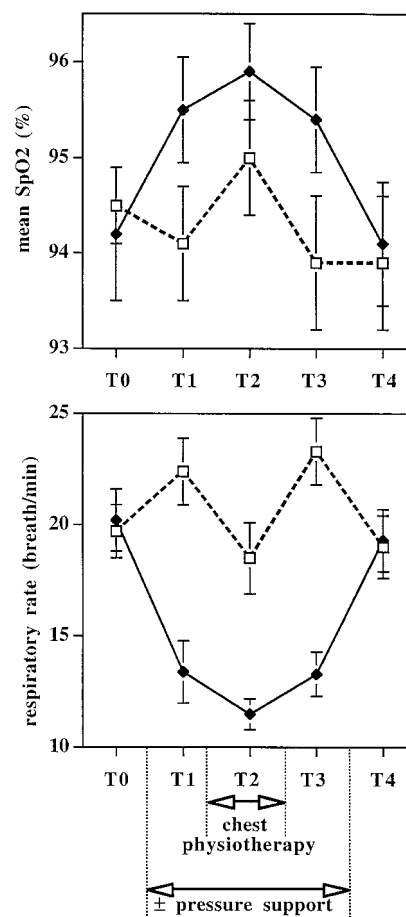 96
95
94
93
mean SpO2 (%)
T0 T1 T2 T3 T4
25
20
15
10
respiratory rate (breath/min)
T0 T1 T2 T3 T4
chest
physiotherapy
± pressure support